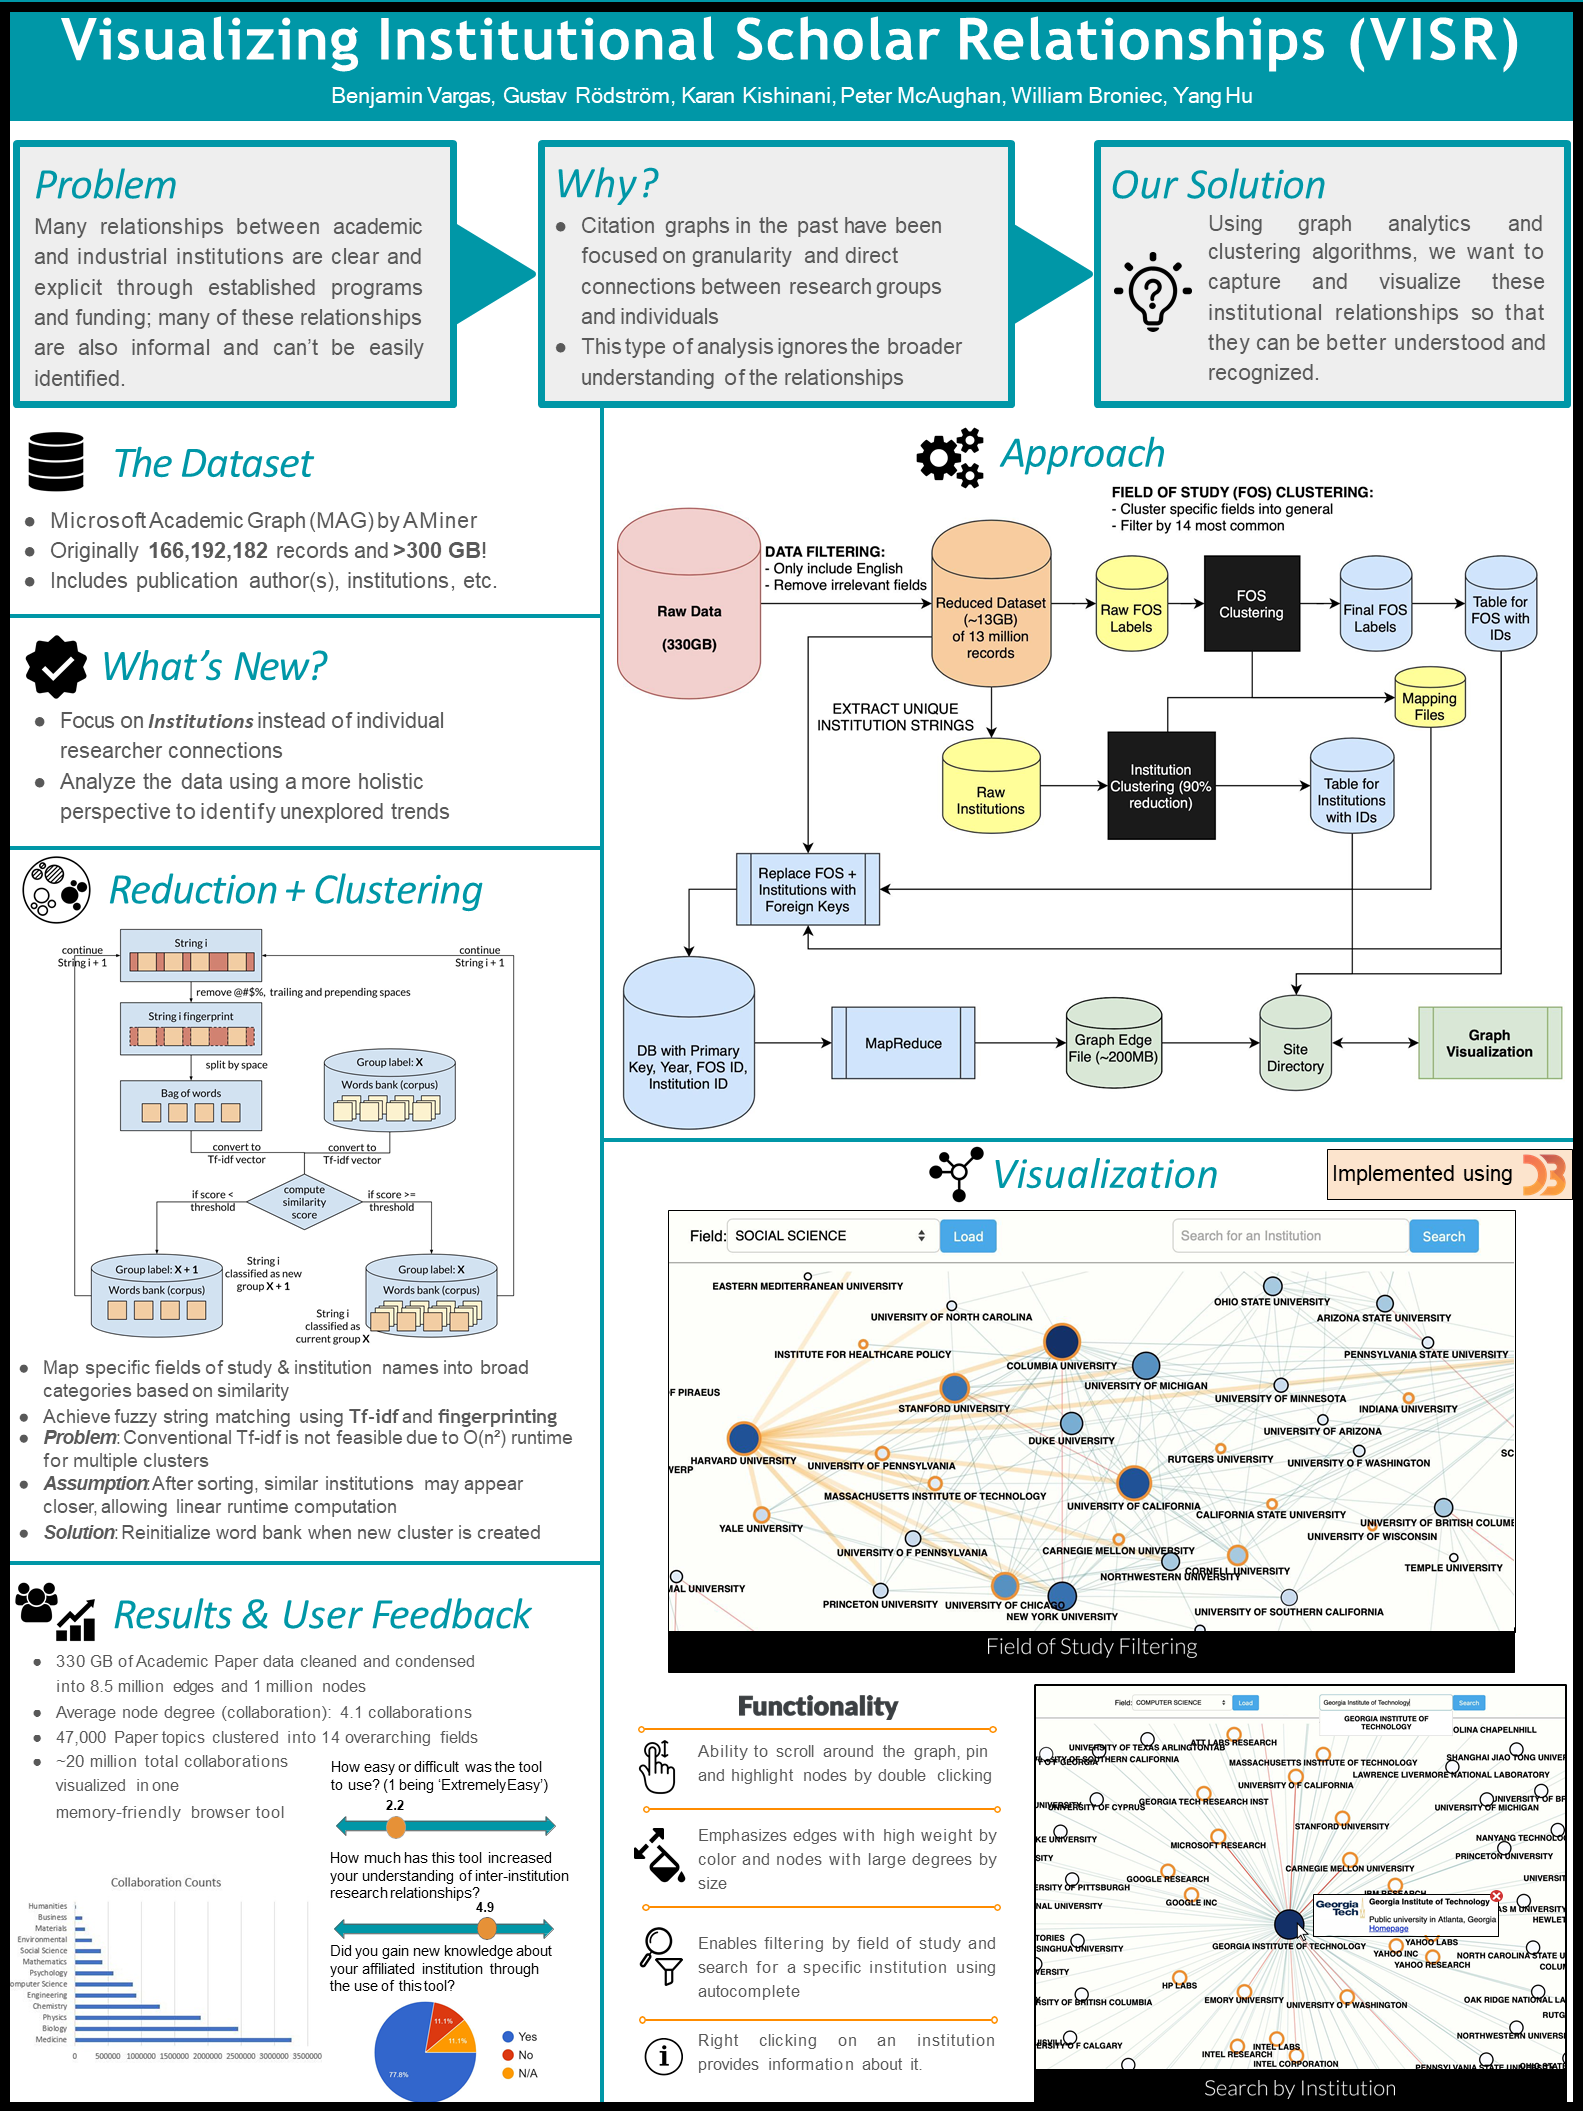 Visualizing Institutional Scholar Relationships (VISR)
Benjamin Vargas, Gustav Rödström, Karan Kishinani, Peter McAughan, William Broniec, Yang Hu
Problem
Many relationships between academic
and industrial institutions are clear and
explicit through established programs
and funding; many of these relationships
are also informal and can't be easily
identified.
Why?
● Citation graphs in the past have been
focused on granularity and direct
connections between research groups
and individuals
● This type of analysis ignores the broader
understanding of the relationships
Our Solution
Using graph analytics and
clustering algorithms, we want to
capture and visualize these
institutional relationships so that
they can be better understood and
recognized.
The Dataset
● Microsoft Academic Graph (MAG) by AMiner
● Originally 166,192,182 records and >300 GB!
● Includes publication author(s), institutions, etc.
What's New?
● Focus on Institutions instead of individual
researcher connections
● Analyze the data using a more holistic
perspective to identify unexplored trends
Reduction + Clustering
String i
continue
String i + 1
continue
String i + 1
remove @#$%, trailing and prepending spaces
String i fingerprint
split by space
Bag of words
Group label: X
Words bank (corpus)
convert to
Tf-idf vector
convert to
Tf-idf vector
compute
similarity
score
if score <
threshold
if score >=
threshold
Group label: X + 1
Words bank (corpus)
String i
classified as new
group X + 1
Group label: X
Words bank (corpus)
String i
classified as
current group X
● Map specific fields of study & institution names into broad
categories based on similarity
● Achieve fuzzy string matching using Tf-idf and fingerprinting
● Problem: Conventional Tf-idf is not feasible due to O(n²) runtime
for multiple clusters
● Assumption: After sorting, similar institutions may appear
closer, allowing linear runtime computation
● Solution: Reinitialize word bank when new cluster is created
Results & User Feedback
● 330 GB of Academic Paper data cleaned and condensed
into 8.5 million edges and 1 million nodes
● Average node degree (collaboration): 4.1 collaborations
● 47,000 Paper topics clustered into 14 overarching fields
● ~20 million total collaborations
visualized in one
memory-friendly browser tool
How easy or difficult was the tool
to use? (1 being 'Extremely Easy')
2.2
How much has this tool increased
your understanding of inter-institution
research relationships?
4.9
Did you gain new knowledge about
your affiliated institution through
the use of this tool?
77.8%
11.1%
11.1%
Yes
No
N/A
Collaboration Counts
Humanities
Business
Materials
Environmental
Social Science
Mathematics
Psychology
omputer Science
Engineering
Chemistry
Physics
Biology
Medicine
0 500000 1000000 1500000 2000000 2500000 3000000 3500000
Approach
FIELD OF STUDY (FOS) CLUSTERING:
- Cluster specific fields into general
- Filter by 14 most common
DATA FILTERING:
- Only include English
- Remove irrelevant fields
Raw Data
(330GB)
Reduced Dataset
(~13GB)
of 13 million
records
Raw FOS
Labels
FOS
Clustering
Final FOS
Labels
Table for
FOS with
IDs
Mapping
Files
EXTRACT UNIQUE
INSTITUTION STRINGS
Raw
Institutions
Institution
Clustering (90%
reduction)
Table for
Institutions
with IDs
Replace FOS +
Institutions with
Foreign Keys
DB with Primary
Key, Year, FOS ID,
Institution ID
MapReduce
Graph Edge
File (~200MB)
Site
Directory
Graph
Visualization
Visualization
Implemented using
Field: SOCIAL SCIENCE Load
Search for an Institution Search
EASTERN MEDITERRANEAN UNIVERSITY
UNIVERSITY OF NORTH CAROLINA
OHIO STATE UNIVERSITY
ARIZONA STATE UNIVERSITY
INSTITUTE FOR HEALTHCARE POLICY
COLUMBIA UNIVERSITY
PENNSYLVANIA STATE UNIVERSITY
UNIVERSITY OF MICHIGAN
F PIRAEUS
UNIVERSITY OF MINNESOTA
STANFORD UNIVERSITY
INDIANA UNIVERSITY
DUKE UNIVERSITY
UNIVERSITY OF ARIZONA
SC
HARVARD UNIVERSITY
UNIVERSITY OF PENNSYLVANIA
RUTGERS UNIVERSITY
UNIVERSITY O F WASHINGTON
WERP
MASSACHUSETTS INSTITUTE OF TECHNOLOGY
UNIVERSITY OF CALIFORNIA
CALIFORNIA STATE UNIVERSITY
UNIVERSITY OF BRITISH COLUME
YALE UNIVERSITY
UNIVERSITY OF WISCONSIN
UNIVERSITY O F PENNSYLVANIA
CARNEGIE MELLON UNIVERSITY
NORTHWESTERN UNIVERSITY
CORNELL UNIVERSITY
TEMPLE UNIVERSITY
MAL UNIVERSITY
PRINCETON UNIVERSITY
UNIVERSITY OF CHICAGO
NEW YORK UNIVERSITY
UNIVERSITY OF SOUTHERN CALIFORNIA
Field of Study Filtering
Functionality
Ability to scroll around the graph, pin
and highlight nodes by double clicking
Emphasizes edges with high weight by
color and nodes with large degrees by
size
Enables filtering by field of study and
search for a specific institution using
autocomplete
Right clicking on an institution
provides information about it.
Field: COMPUTER SCIENCE Load
Georgia Institute of Technology Search
GEORGIA INSTITUTE OF
TECHNOLOGY
OLINA CHAPELNHILL
ATT LABS RESEARCH
UNIVERSITY OF TEXAS ARLINGTONTAB
SHANGHAI JIAO TONG UNIVER
MASSACHUSETTS INSTITUTE OF TECHNOLOGY
LAWRENCE LIVERMORE NATIONAL LABORATORY
UNIVERSITY OF CALIFORNIA
GEORGIA TECH RESEARCH INST
UNIVERSITY OF BF
UNIVERSITY OF CYPRUS
UNIVERSITY OF MICHIGAN
STANFORD UNIVERSITY
KE UNIVERSITY
MICROSOFT RESEARCH
NANYANG TECHNOLO
PRINCETON UNIVERSITY
SITY
CARNEGIE MELLON UNIVERSITY
GOOGLE RESEARCH
UNIVERSIT
ERSITY OF PITTSBURGH
IBM RESEARCH
GOOGLE INC
NAL UNIVERSITY
Georgia
Tech
Georgia Institute of Technology
Public university in Atlanta, Georgia
Homepage
AS M UNIVERSITY
HEWLET
TORIES
SINGHUA UNIVERSITY
GEORGIA INSTITUTE OF TECHNOLOGY
YAHOO LABS
YAHOO INC
YAHOO RESEARCH
NORTH CAROLINA STATE U
COLUM
VERSITY
HP LABS
RSITY OF BRITISH COLUMBIA
EMORY UNIVERSITY
UNIVERSITY O F WASHINGTON
OAK RIDGE NATIONAL LA
RUTG
NORTHWESTERN UNIVERSI
ERSITY O F CALGARY
INTEL LABS
INTEL RESEARCH
INTEL CORPORATION
Search by Institution